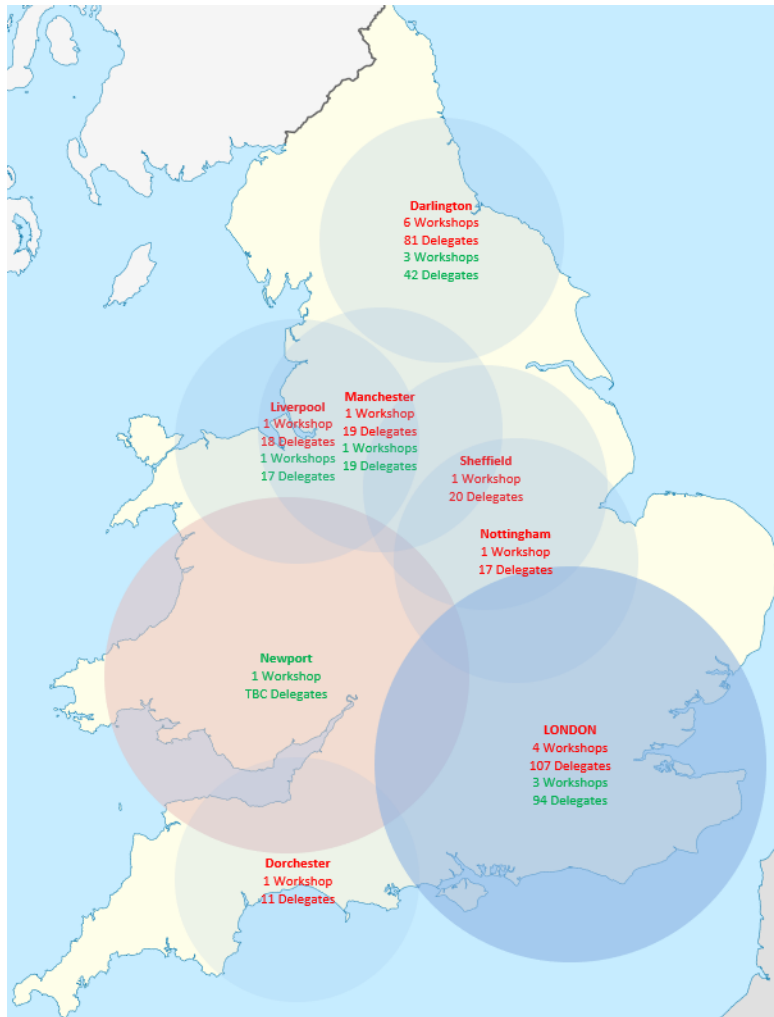 Darlington
6 Workshops
81 Delegates
3 Workshops
42 Delegates
Liverpool
1 Workshop
18 Delegates
1 Workshops
17 Delegates
Manchester
1 Workshop
19 Delegates
1 Workshops
19 Delegates
Sheffield
1 Workshop
20 Delegates
Nottingham
1 Workshop
17 Delegates
Newport
1 Workshop
TBC Delegates
LONDON
4 Workshops
107 Delegates
3 Workshops
94 Delegates
Dorchester
1 Workshop
11 Delegates